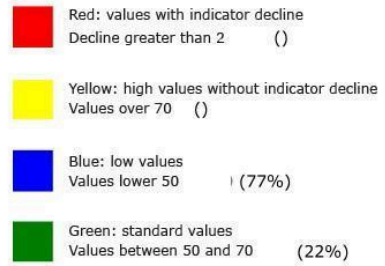 Red: values with indicator decline
Decline greater than 2 ()
Yellow: high values without indicator decline
Values over 70 ()
Blue: low values
Values lower 50 ) (77%)
Green: standard values
Values between 50 and 70 (22%)